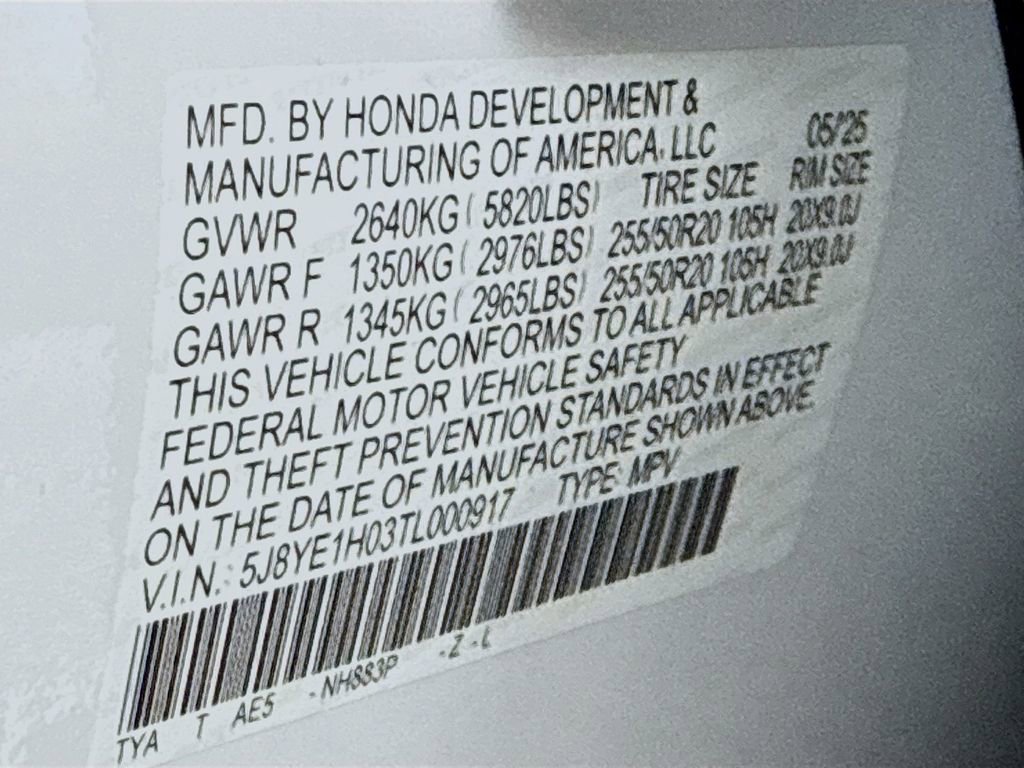 MFD. BY HONDA DEVELOPMENT &
MANUFACTURING OF AMERICA, LLC 05/25
GVWR 2640KG ( 5820LBS) TIRE SIZE RIM SIZE
GAWR F 1350KG ( 2976LBS) 255/50R20 105H 20X9.0J
GAWR R 1345KG ( 2965LBS) 255/50R20 105H 20X9.0J
THIS VEHICLE CONFORMS TO ALL APPLICABLE
FEDERAL MOTOR VEHICLE SAFETY
AND THEFT PREVENTION STANDARDS IN EFFECT
ON THE DATE OF MANUFACTURE SHOWN ABOVE.
V.I.N.: 5J8YE1H03TL000917 TYPE: MPV
TYA T AE5 -NH883P -Z -L